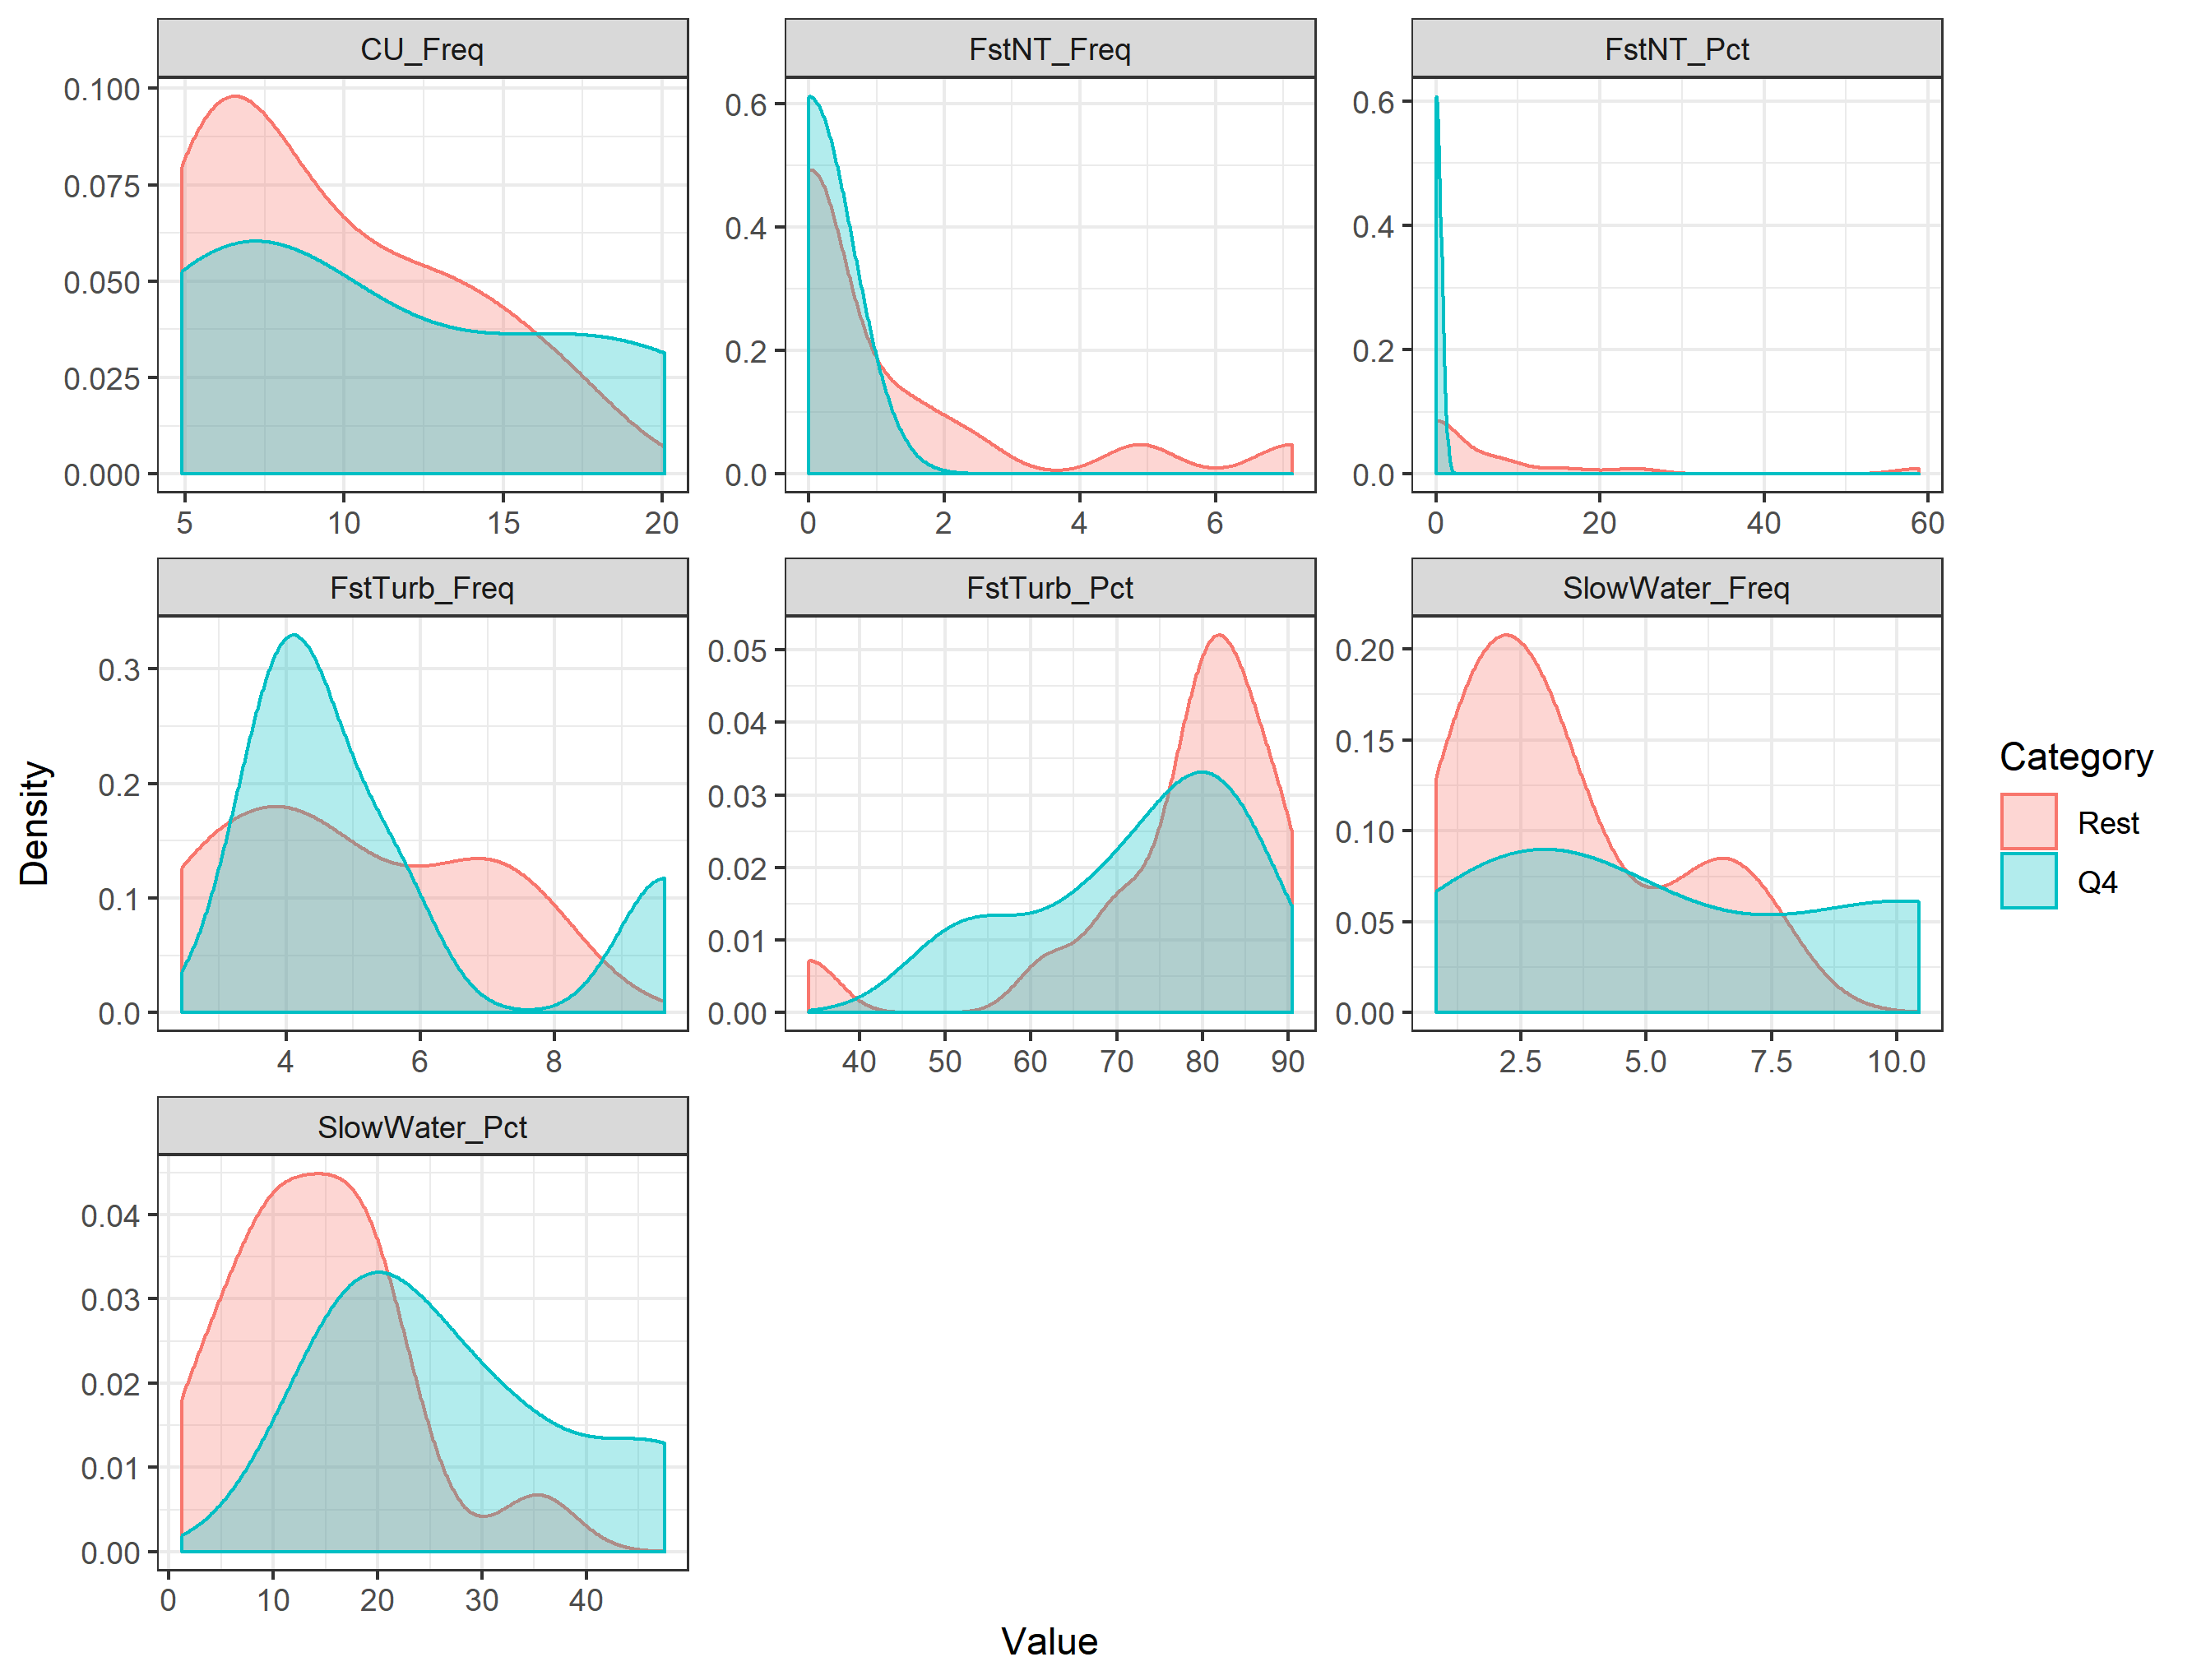 CU_Freq FstNT_Freq FstNT_Pct
0.100
0.075
0.050
0.025
0.000
0.6
0.4
0.2
0.0
0.6
0.4
0.2
0.0
5 10 15 20
0 2 4 6
0 20 40 60
FstTurb_Freq FstTurb_Pct SlowWater_Freq
0.3
0.2
0.1
0.0
0.05
0.04
0.03
0.02
0.01
0.00
0.20
0.15
0.10
0.05
0.00
4 6 8
40 50 60 70 80 90
2.5 5.0 7.5 10.0
SlowWater_Pct
0.04
0.03
0.02
0.01
0.00
0 10 20 30 40
Density
Value
Category
Rest
Q4